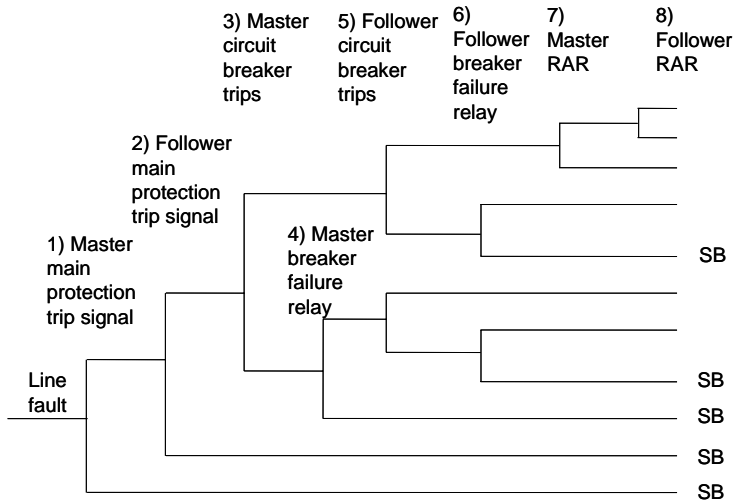 3) Master
circuit
breaker
trips
5) Follower
circuit
breaker
trips
6)
Follower
breaker
failure
relay
7)
Master
RAR
8)
Follower
RAR
2) Follower
main
protection
trip signal
1) Master
main
protection
trip signal
4) Master
breaker
failure
relay
Line
fault
SB
SB
SB
SB
SB